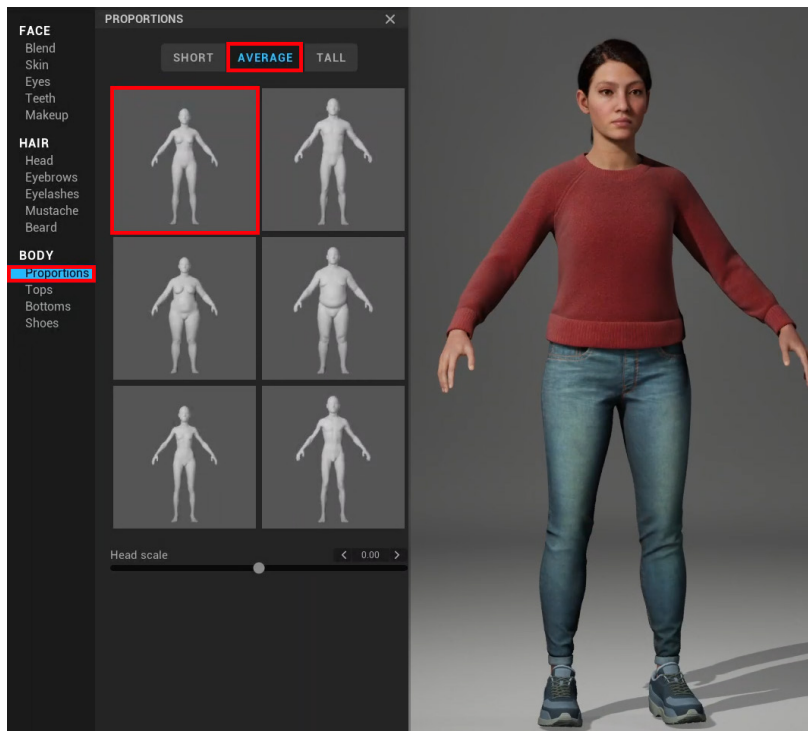 FACE
Blend
Skin
Eyes
Teeth
Makeup
HAIR
Head
Eyebrows
Eyelashes
Mustache
Beard
BODY
Proportions
Tops
Bottoms
Shoes
PROPORTIONS
SHORT AVERAGE TALL
Head scale 0.00